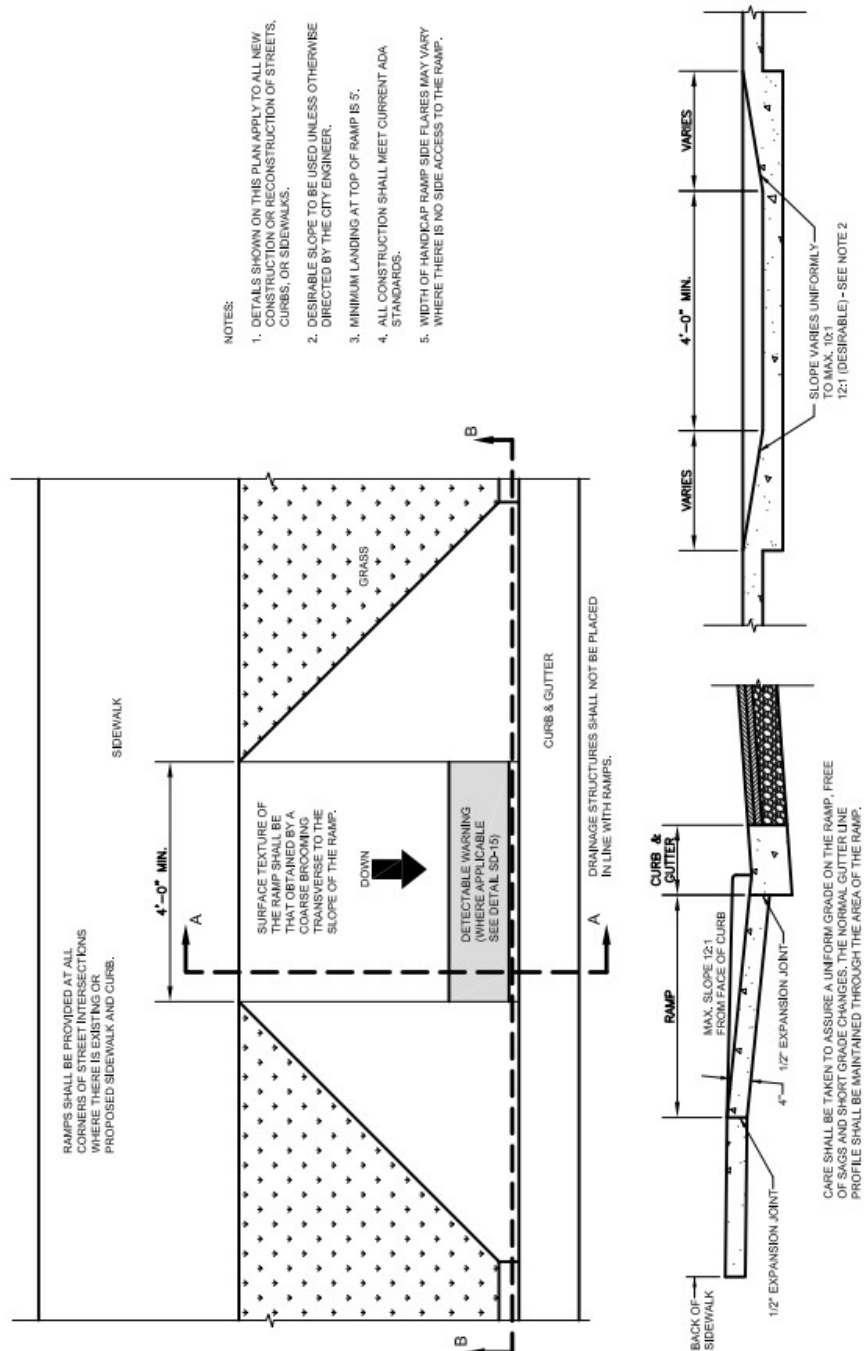 RAMPS SHALL BE PROVIDED AT ALL
CORNERS OF STREET INTERSECTIONS
WHERE THERE IS EXISTING OR
PROPOSED SIDEWALK AND CURB.
SIDEWALK
4'-0" MIN.
A
SURFACE TEXTURE OF
THE RAMP SHALL BE
THAT OBTAINED BY A
COARSE BROOMING
TRANSVERSE TO THE
SLOPE OF THE RAMP.
DOWN
GRASS
DETECTABLE WARNING
(WHERE APPLICABLE
SEE DETAIL SD-15)
B
B
CURB & GUTTER
A
DRAINAGE STRUCTURES SHALL NOT BE PLACED
IN LINE WITH RAMPS.
NOTES:
1. DETAILS SHOWN ON THIS PLAN APPLY TO ALL NEW
CONSTRUCTION OR RECONSTRUCTION OF STREETS,
CURBS, OR SIDEWALKS.
2. DESIRABLE SLOPE TO BE USED UNLESS OTHERWISE
DIRECTED BY THE CITY ENGINEER.
3. MINIMUM LANDING AT TOP OF RAMP IS 5'.
4. ALL CONSTRUCTION SHALL MEET CURRENT ADA
STANDARDS.
5. WIDTH OF HANDICAP RAMP SIDE FLARES MAY VARY
WHERE THERE IS NO SIDE ACCESS TO THE RAMP.
BACK OF
SIDEWALK
RAMP
CURB &
GUTTER
MAX. SLOPE 12:1
FROM FACE OF CURB
4"
1/2" EXPANSION JOINT
1/2" EXPANSION JOINT
CARE SHALL BE TAKEN TO ASSURE A UNIFORM GRADE ON THE RAMP, FREE
OF SAGS AND SHORT GRADE CHANGES. THE NORMAL GUTTER LINE
PROFILE SHALL BE MAINTAINED THROUGH THE AREA OF THE RAMP.
VARIES
4'-0" MIN.
VARIES
SLOPE VARIES UNIFORMLY
TO MAX. 10:1
12:1 (DESIRABLE) - SEE NOTE 2